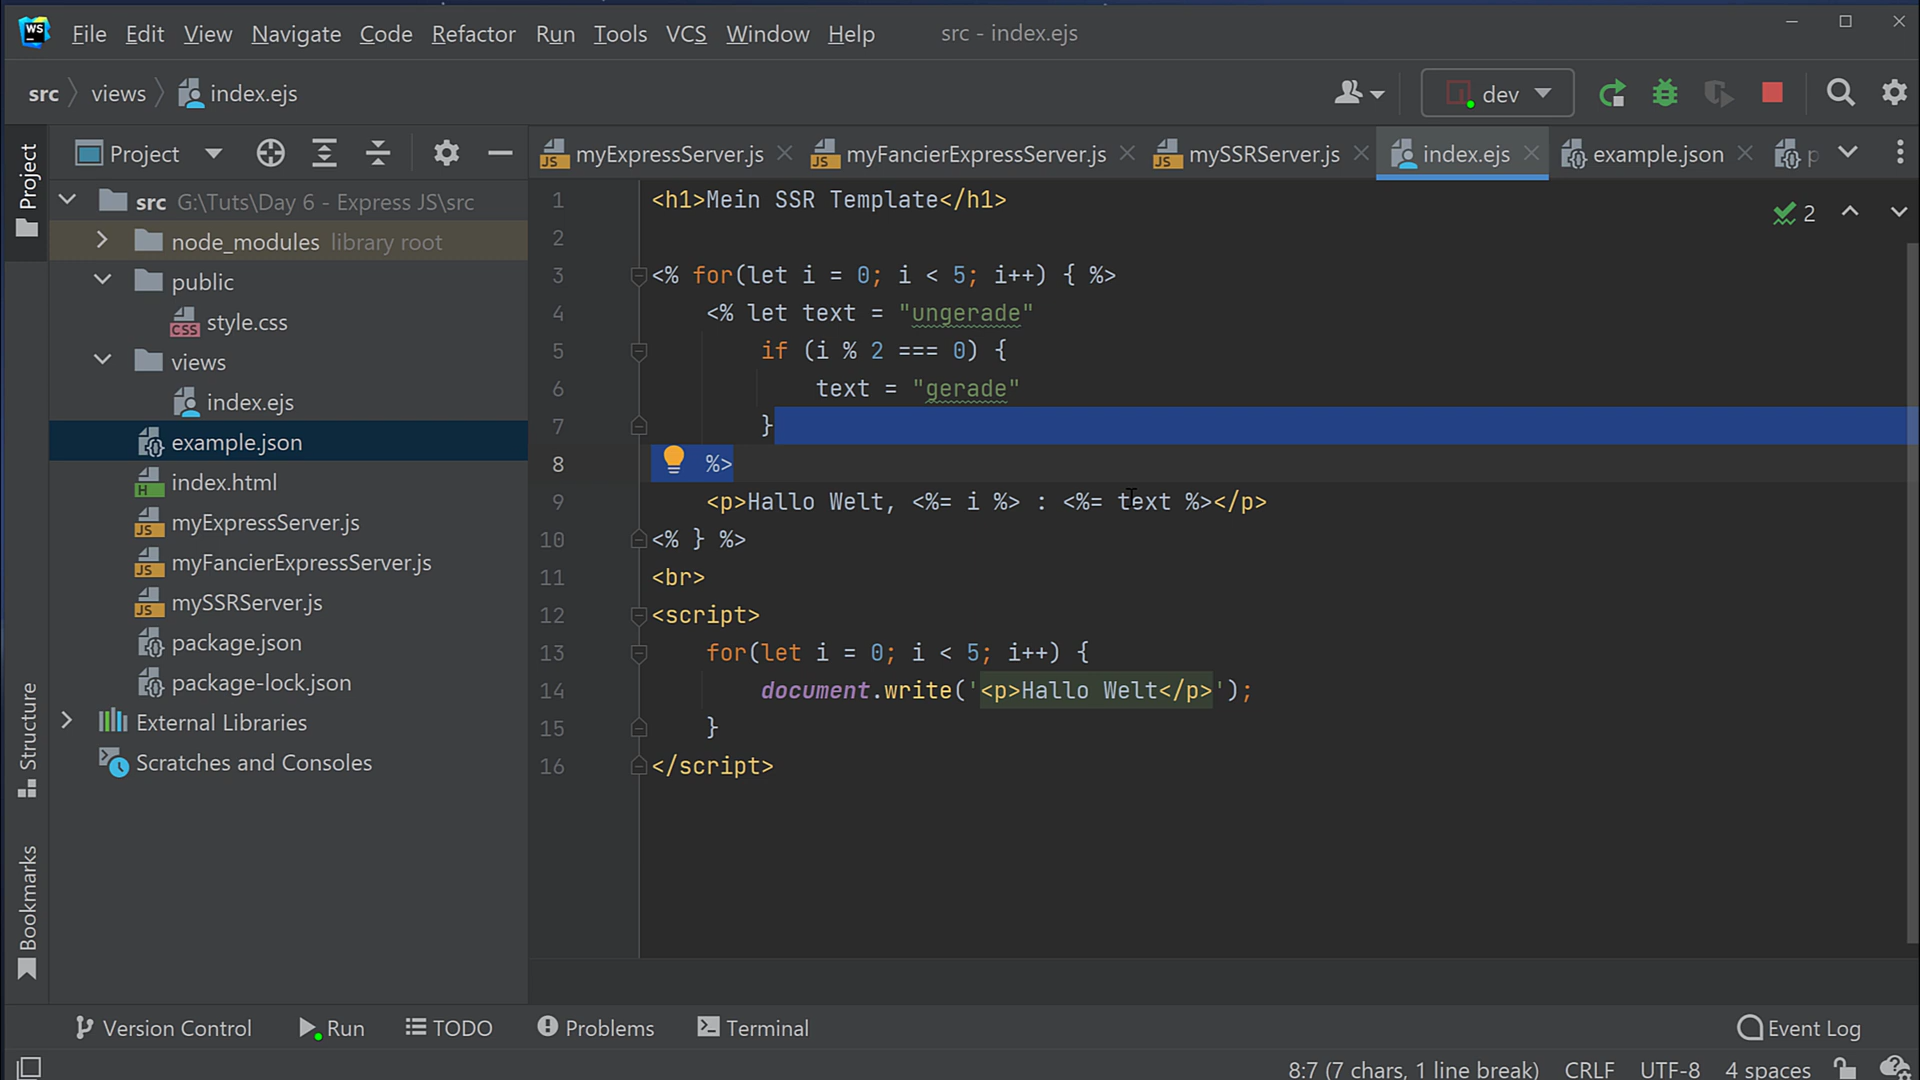 WS File Edit View Navigate Code Refactor Run Tools VCS Window Help src - index.ejs
src views index.ejs dev
Project myExpressServer.js myFancierExpressServer.js mySSRServer.js index.ejs example.json p
Project
src G:\Tuts\Day 6 - Express JS\src
node_modules library root
public
style.css
views
index.ejs
example.json
index.html
myExpressServer.js
myFancierExpressServer.js
mySSRServer.js
package.json
package-lock.json
External Libraries
Scratches and Consoles
Structure
Bookmarks
2
1 <h1>Mein SSR Template</h1>
2
3 <% for(let i = 0; i < 5; i++) { %>
4 <% let text = "ungerade"
5 if (i % 2 === 0) {
6 text = "gerade"
7 }
8 %>
9 <p>Hallo Welt, <%= i %> : <%= text %></p>
10 <% } %>
11 <br>
12 <script>
13 for(let i = 0; i < 5; i++) {
14 document.write('<p>Hallo Welt</p>');
15 }
16 </script>
Version Control Run TODO Problems Terminal Event Log
8:7 (7 chars, 1 line break) CRLF UTF-8 4 spaces